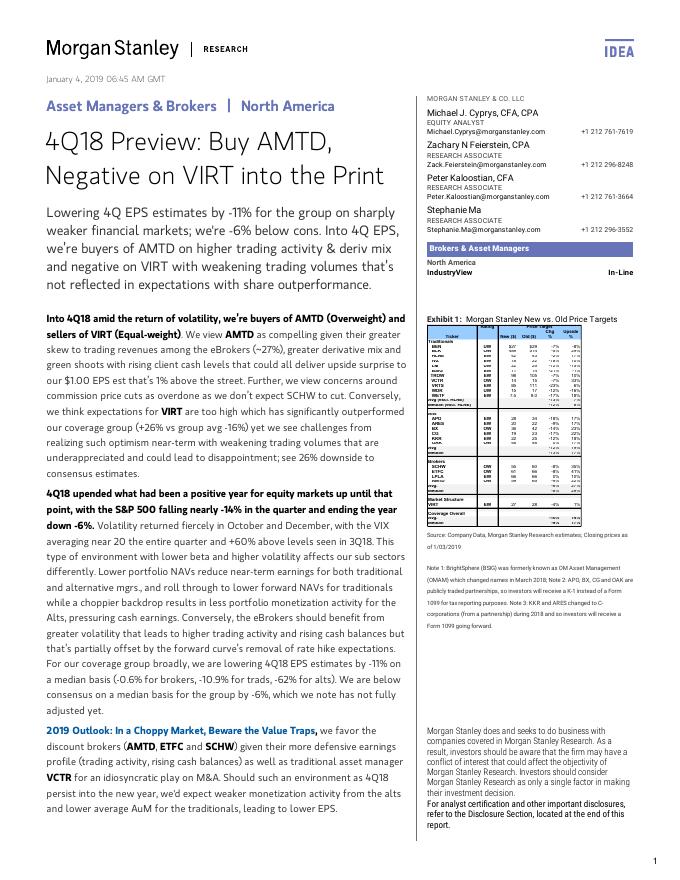 Morgan Stanley | RESEARCH
IDEA
January 4, 2019 06:45 AM GMT
Asset Managers & Brokers | North America
4Q18 Preview: Buy AMTD,
Negative on VIRT into the Print
Lowering 4Q EPS estimates by -11% for the group on sharply
weaker financial markets; we're -6% below cons. Into 4Q EPS,
we're buyers of AMTD on higher trading activity & deriv mix
and negative on VIRT with weakening trading volumes that's
not reflected in expectations with share outperformance.
Into 4Q18 amid the return of volatility, we're buyers of AMTD (Overweight) and
sellers of VIRT (Equal-weight). We view AMTD as compelling given their greater
skew to trading revenues among the eBrokers (~27%), greater derivative mix and
green shoots with rising client cash levels that could all deliver upside surprise to
our $1.00 EPS est that's 1% above the street. Further, we view concerns around
commission price cuts as overdone as we don't expect SCHW to cut. Conversely,
we think expectations for VIRT are too high which has significantly outperformed
our coverage group (+26% vs group avg -16%) yet we see challenges from
realizing such optimism near-term with weakening trading volumes that are
underappreciated and could lead to disappointment; see 26% downside to
consensus estimates.
4Q18 upended what had been a positive year for equity markets up until that
point, with the S&P 500 falling nearly -14% in the quarter and ending the year
down -6%. Volatility returned fiercely in October and December, with the VIX
averaging near 20 the entire quarter and +60% above levels seen in 3Q18. This
type of environment with lower beta and higher volatility affects our sub sectors
differently. Lower portfolio NAVs reduce near-term earnings for both traditional
and alternative mgrs., and roll through to lower forward NAVs for traditionals
while a choppier backdrop results in less portfolio monetization activity for the
Alts, pressuring cash earnings. Conversely, the eBrokers should benefit from
greater volatility that leads to higher trading activity and rising cash balances but
that's partially offset by the forward curve's removal of rate hike expectations.
For our coverage group broadly, we are lowering 4Q18 EPS estimates by -11% on
a median basis (-0.6% for brokers, -10.9% for trads, -62% for alts). We are below
consensus on a median basis for the group by -6%, which we note has not fully
adjusted yet.
2019 Outlook: In a Choppy Market, Beware the Value Traps, we favor the
discount brokers (AMTD, ETFC and SCHW) given their more defensive earnings
profile (trading activity, rising cash balances) as well as traditional asset manager
VCTR for an idiosyncratic play on M&A. Should such an environment as 4Q18
persist into the new year, we'd expect weaker monetization activity from the alts
and lower average AuM for the traditionals, leading to lower EPS.
MORGAN STANLEY & CO. LLC
Michael J. Cyprys, CFA, CPA
EQUITY ANALYST
Michael.Cyprys@morganstanley.com +1 212 761-7619
Zachary N Feierstein, CPA
RESEARCH ASSOCIATE
Zack.Feierstein@morganstanley.com +1 212 296-8248
Peter Kaloostian, CFA
RESEARCH ASSOCIATE
Peter.Kaloostian@morganstanley.com +1 212 761-3664
Stephanie Ma
RESEARCH ASSOCIATE
Stephanie.Ma@morganstanley.com +1 212 296-3552
Brokers & Asset Managers
North America
IndustryView In-Line
Exhibit 1: Morgan Stanley New vs. Old Price Targets
Rating Price Target
Chg Upside
Ticker New ($) Old ($) % %
Traditionals
Brokers
Market Structure
VIRT EW 27 28 -4% 1%
Coverage Overall
Source: Company Data, Morgan Stanley Research estimates; Closing prices as
of 1/03/2019
Note 1: BrightSphere (BSIG) was formerly known as OM Asset Management
(OMAM) which changed names in March 2018; Note 2: APO, BX, CG and OAK are
publicly traded partnerships, so investors will receive a K-1 instead of a Form
1099 for tax reporting purposes. Note 3: KKR and ARES changed to C-
corporations (from a partnership) during 2018 and so investors will receive a
Form 1099 going forward.
Morgan Stanley does and seeks to do business with
companies covered in Morgan Stanley Research. As a
result, investors should be aware that the firm may have a
conflict of interest that could affect the objectivity of
Morgan Stanley Research. Investors should consider
Morgan Stanley Research as only a single factor in making
their investment decision.
For analyst certification and other important disclosures,
refer to the Disclosure Section, located at the end of this
report.
1